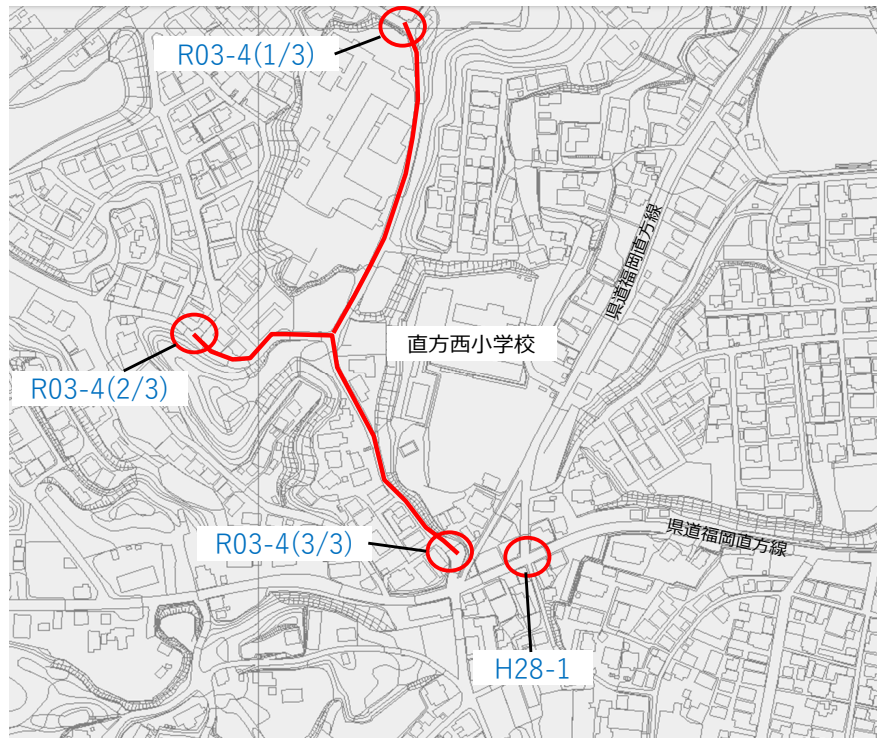 R03-4(1/3)
県道福岡直方線
直方西小学校
R03-4(2/3)
R03-4(3/3)
県道福岡直方線
H28-1